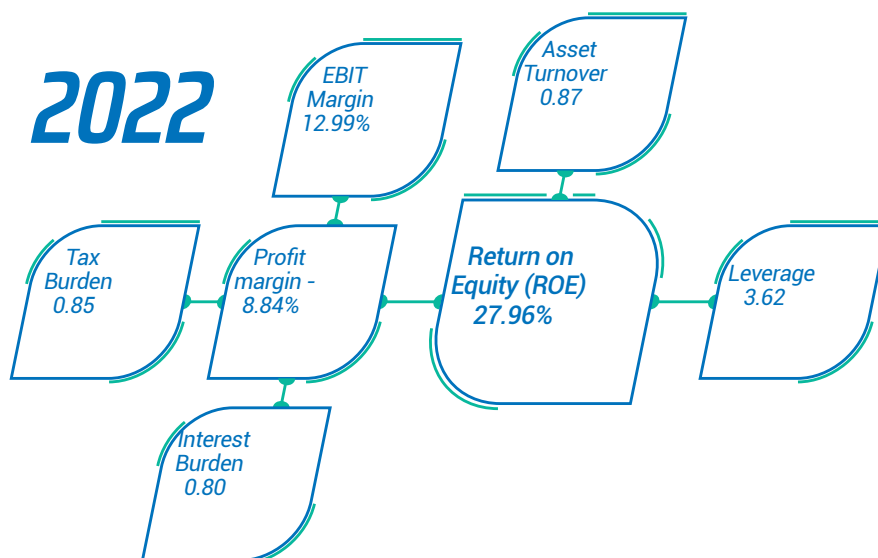 2022
EBIT
Margin
12.99%
Asset
Turnover
0.87
Tax
Burden
0.85
Profit
margin -
8.84%
Return on
Equity (ROE)
27.96%
Leverage
3.62
Interest
Burden
0.80